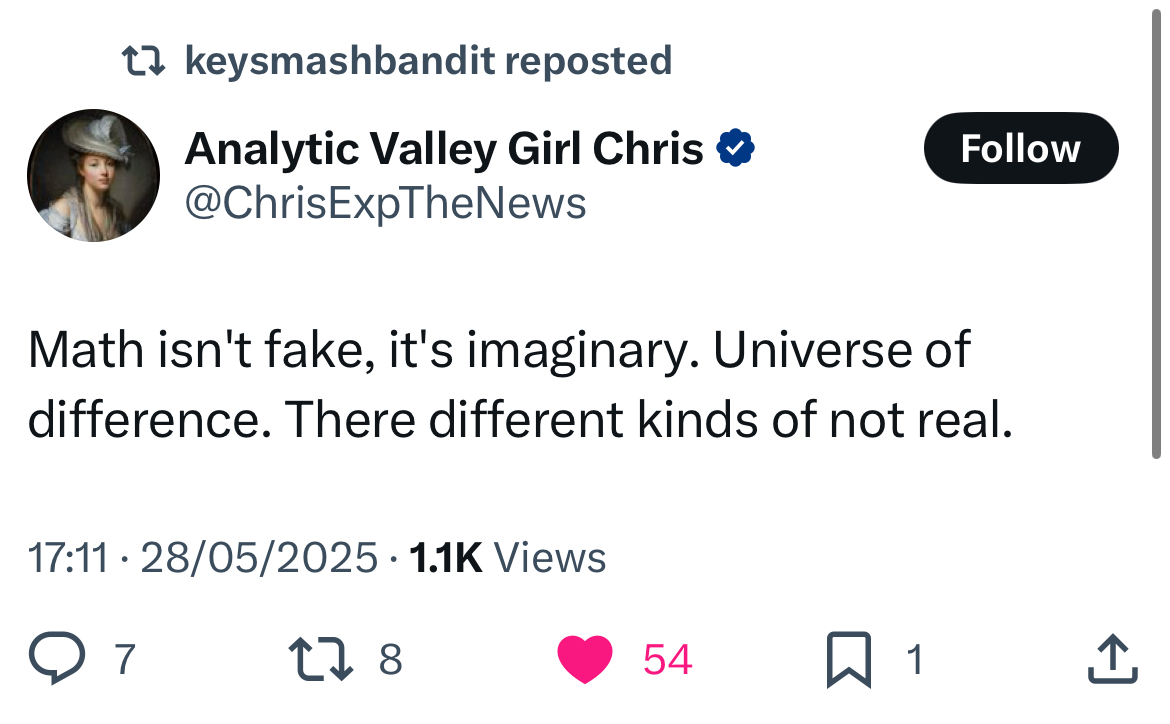 keysmashbandit reposted
Analytic Valley Girl Chris
Follow
@ChrisExpTheNews
Math isn't fake, it's imaginary. Universe of
difference. There different kinds of not real.
17:11 · 28/05/2025 · 1.1K Views
7 8 54 1